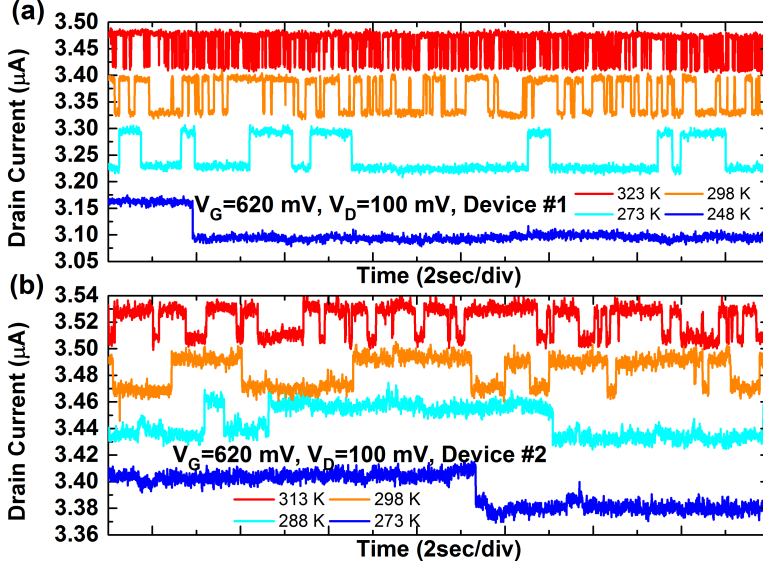 (a)
3.50
3.45
3.40
3.35
3.30
3.25
3.20
3.15
3.10
3.05
Drain Current (μA)
323 K 298 K
273 K 248 K
V_G=620 mV, V_D=100 mV, Device #1
Time (2sec/div)
(b)
3.54
3.52
3.50
3.48
3.46
3.44
3.42
3.40
3.38
3.36
Drain Current (μA)
V_G=620 mV, V_D=100 mV, Device #2
313 K 298 K
288 K 273 K
Time (2sec/div)